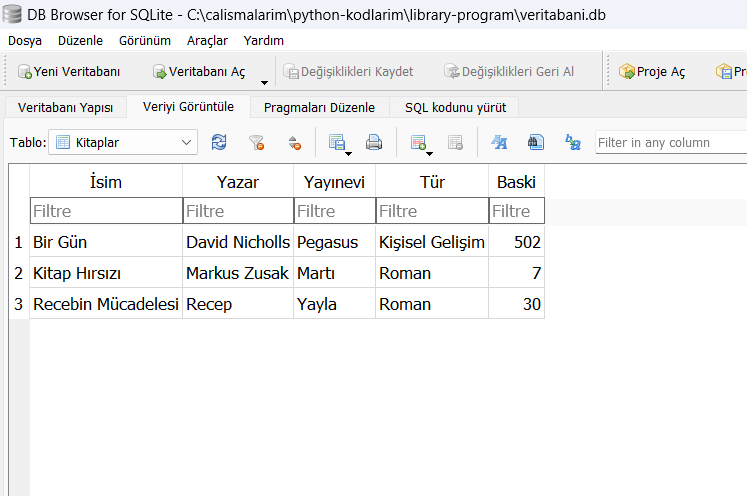 DB Browser for SQLite - C:\calismalarim\python-kodlarim\library-program\veritabani.db
Dosya Düzenle Görünüm Araçlar Yardım
Yeni Veritabanı Veritabanı Aç Değişiklikleri Kaydet Değişiklikleri Geri Al Proje Aç Pr
Veritabanı Yapısı Veriyi Görüntüle Pragmaları Düzenle SQL kodunu yürüt
Tablo: Kitaplar Filter in any column
İsim Yazar Yayınevi Tür Baski
Filtre Filtre Filtre Filtre Filtre
1 Bir Gün David Nicholls Pegasus Kişisel Gelişim 502
2 Kitap Hırsızı Markus Zusak Martı Roman 7
3 Recebin Mücadelesi Recep Yayla Roman 30